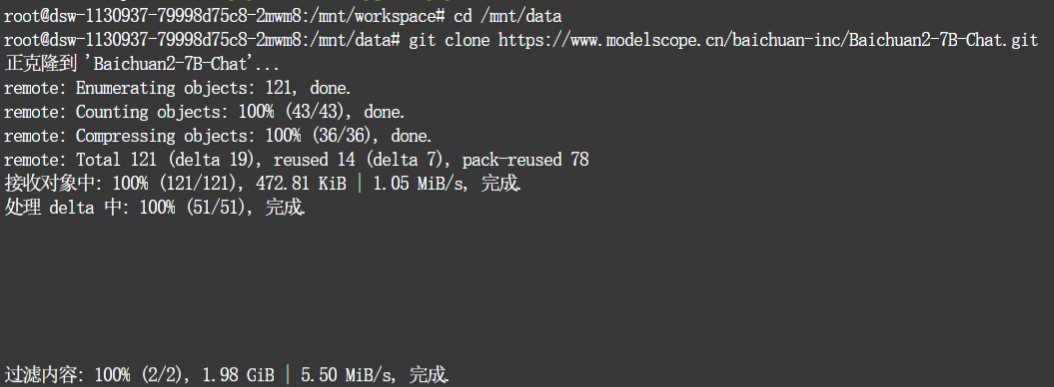 root@dsw-1130937-79998d75c8-2mwm8:/mnt/workspace# cd /mnt/data
root@dsw-1130937-79998d75c8-2mwm8:/mnt/data# git clone https://www.modelscope.cn/baichuan-inc/Baichuan2-7B-Chat.git
正克隆到 'Baichuan2-7B-Chat'...
remote: Enumerating objects: 121, done.
remote: Counting objects: 100% (43/43), done.
remote: Compressing objects: 100% (36/36), done.
remote: Total 121 (delta 19), reused 14 (delta 7), pack-reused 78
接收对象中: 100% (121/121), 472.81 KiB | 1.05 MiB/s, 完成.
处理 delta 中: 100% (51/51), 完成.
过滤内容: 100% (2/2), 1.98 GiB | 5.50 MiB/s, 完成.